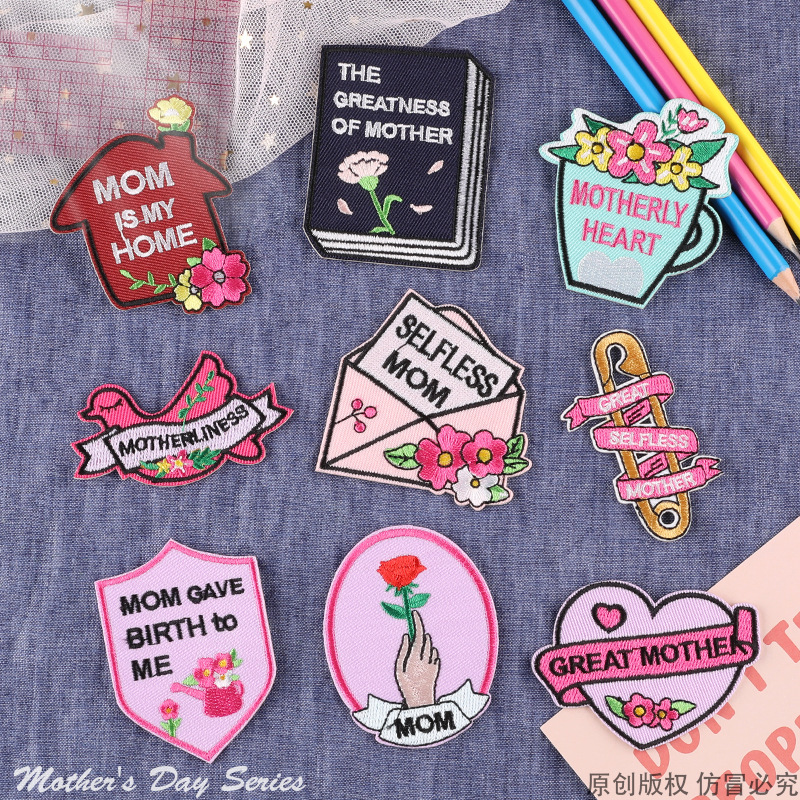 MOM
IS MY
HOME
THE
GREATNESS
OF MOTHER
MOTHERLY
HEART
MOTHERLINESS
SELFLESS
MOM
GREAT
SELFLESS
MOTHER
MOM GAVE
BIRTH to
ME
MOM
GREAT MOTHER
DON'T
Mother's Day Series
原创版权 仿冒必究